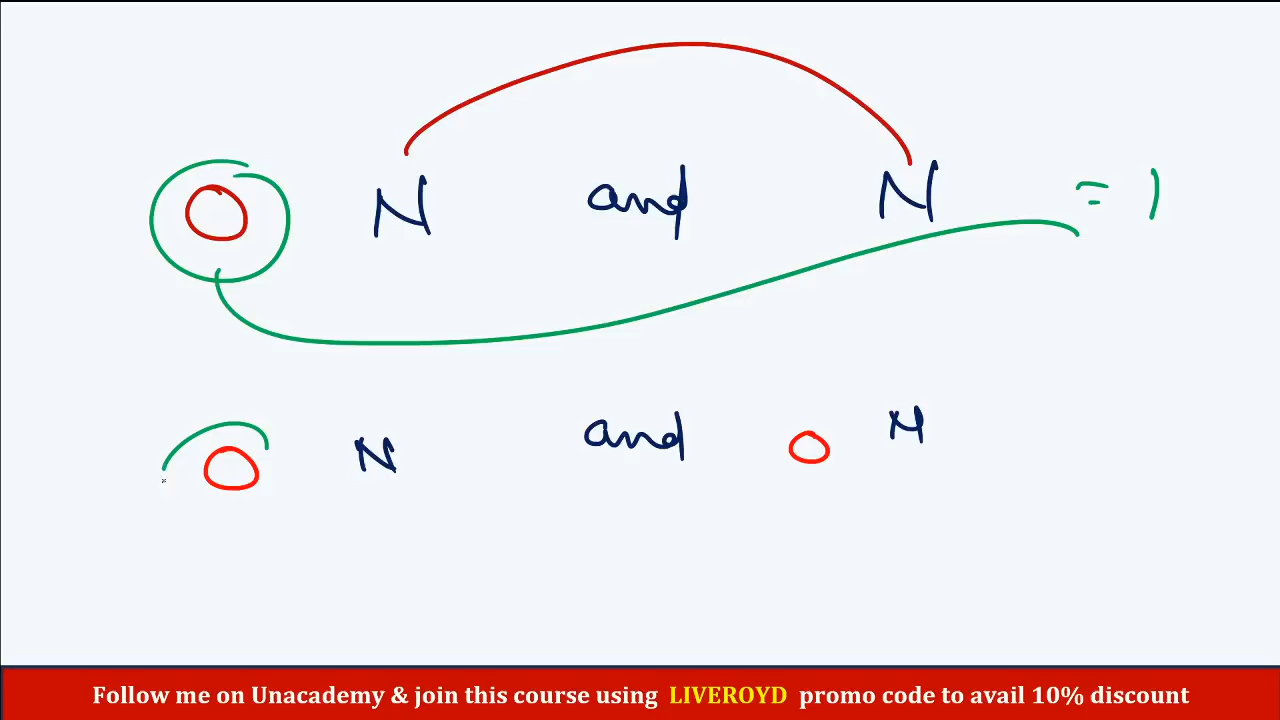 O N and N = 1
O N and O N
Follow me on Unacademy & join this course using LIVEROYD promo code to avail 10% discount